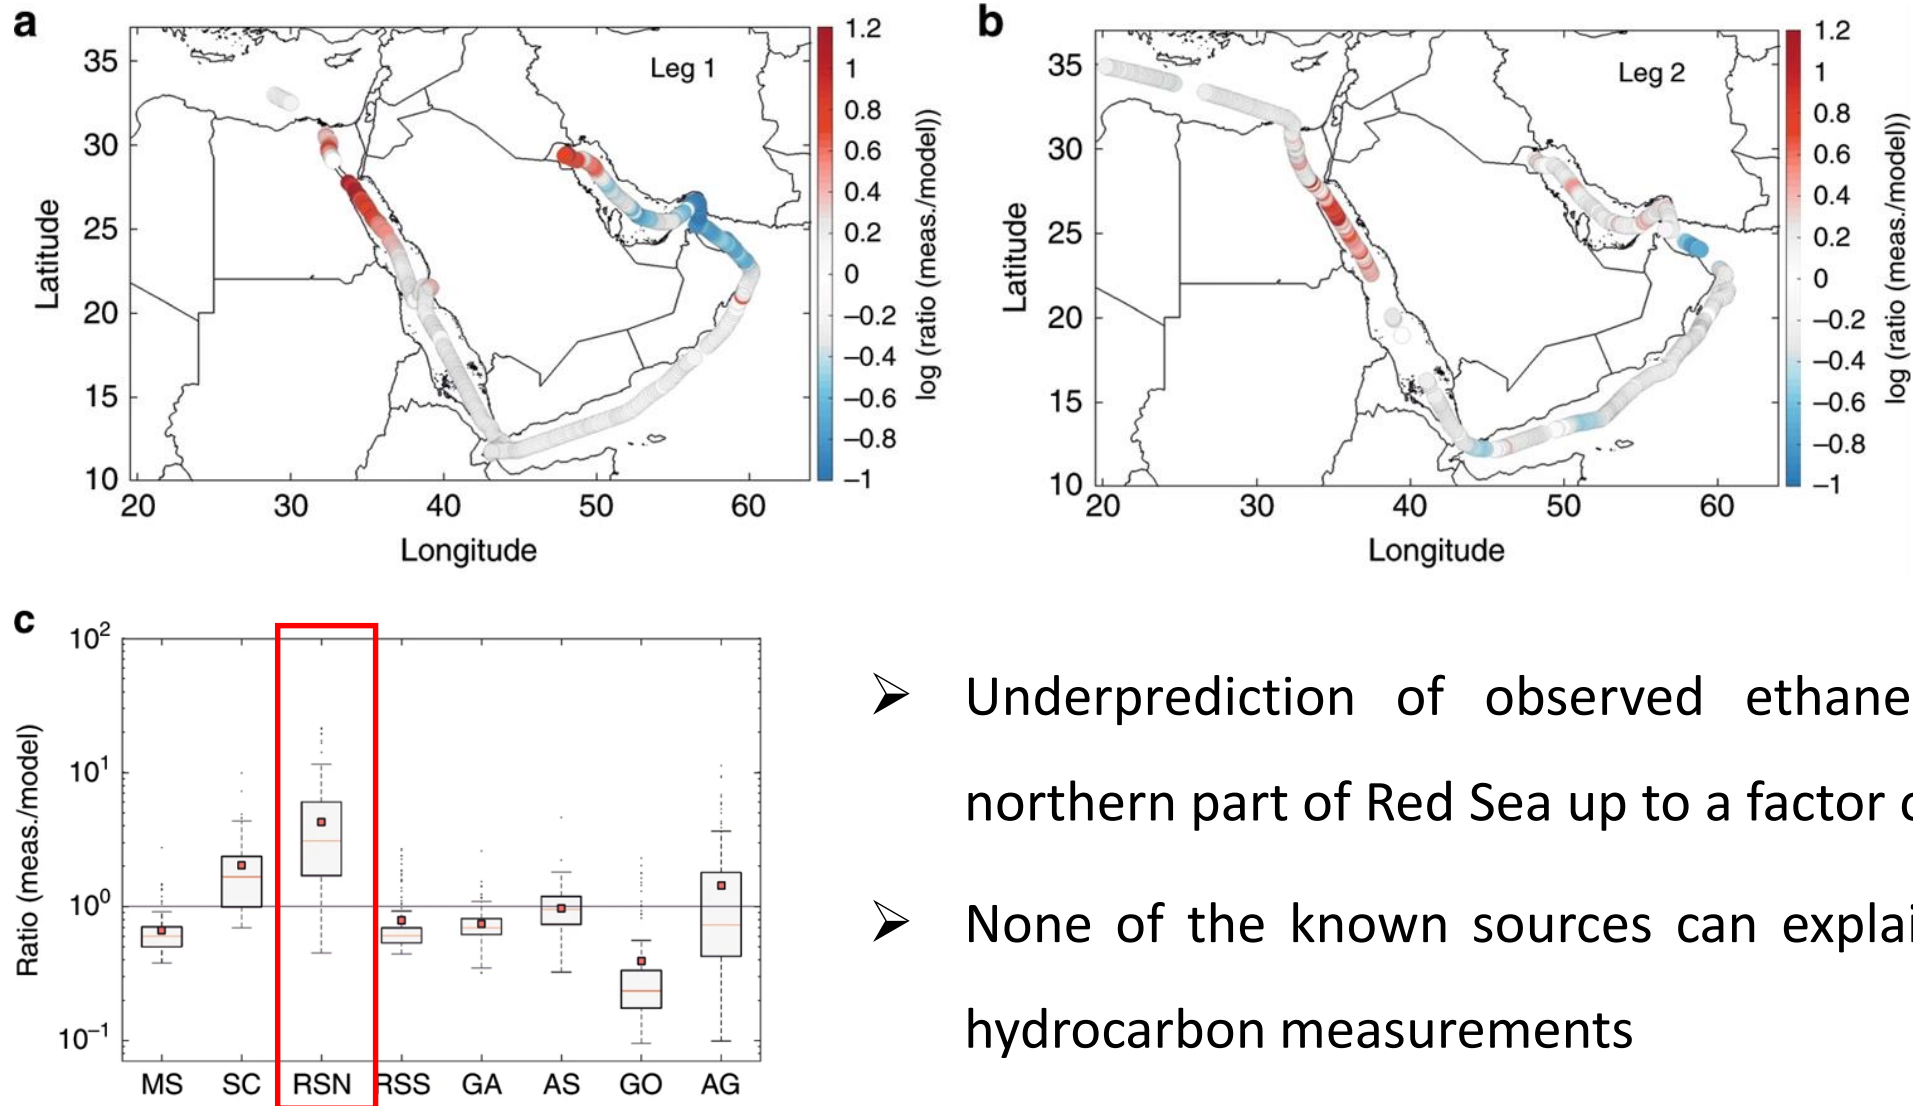 a
Leg 1
35
30
25
20
15
10
Latitude
20 30 40 50 60
Longitude
1.2
1
0.8
0.6
0.4
0.2
0
–0.2
–0.4
–0.6
–0.8
–1
log (ratio (meas./model))
b
Leg 2
35
30
25
20
15
10
Latitude
20 30 40 50 60
Longitude
1.2
1
0.8
0.6
0.4
0.2
0
–0.2
–0.4
–0.6
–0.8
–1
log (ratio (meas./model))
c
10²
10¹
10⁰
10⁻¹
Ratio (meas./model)
MS SC RSN RSS GA AS GO AG
➢ Underprediction of observed ethane
northern part of Red Sea up to a factor
➢ None of the known sources can explai
hydrocarbon measurements